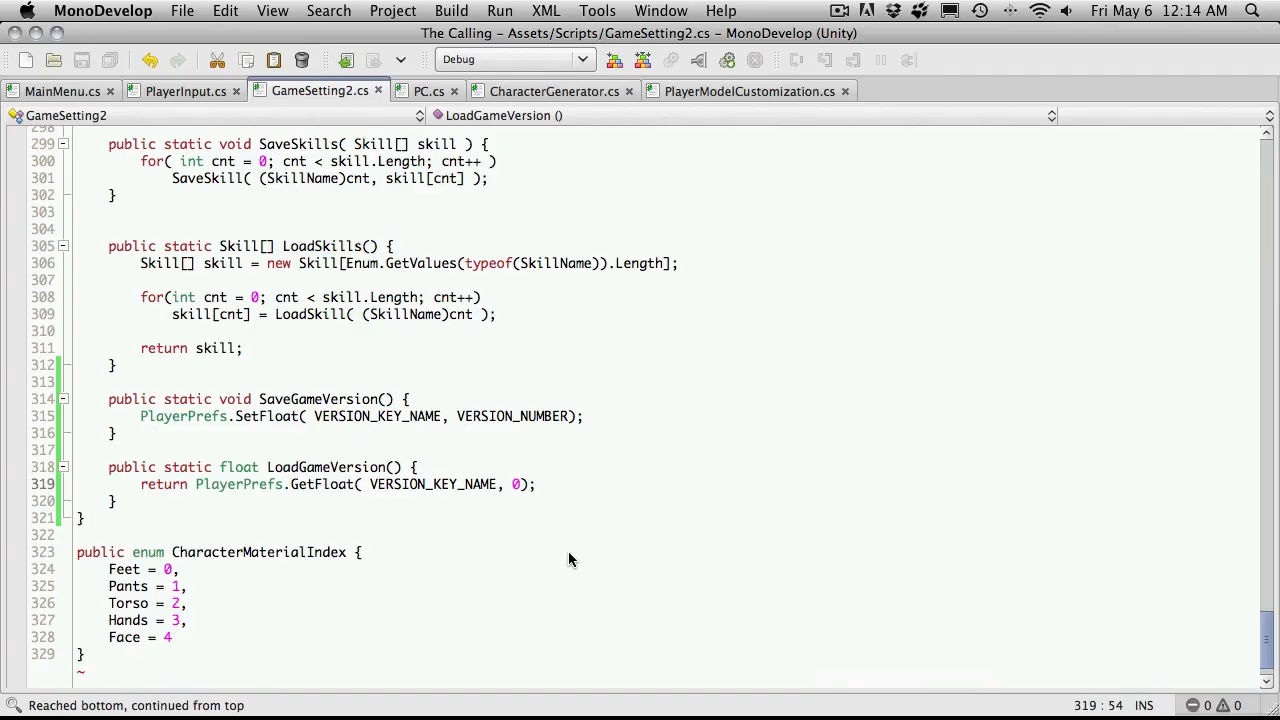 MonoDevelop File Edit View Search Project Build Run XML Tools Window Help Fri May 6 12:14 AM
The Calling - Assets/Scripts/GameSetting2.cs - MonoDevelop (Unity)
Debug
MainMenu.cs PlayerInput.cs GameSetting2.cs PC.cs CharacterGenerator.cs PlayerModelCustomization.cs
GameSetting2 LoadGameVersion ()
298
299 public static void SaveSkills( Skill[] skill ) {
300 for( int cnt = 0; cnt < skill.Length; cnt++ )
301 SaveSkill( (SkillName)cnt, skill[cnt] );
302 }
303
304
305 public static Skill[] LoadSkills() {
306 Skill[] skill = new Skill[Enum.GetValues(typeof(SkillName)).Length];
307
308 for(int cnt = 0; cnt < skill.Length; cnt++)
309 skill[cnt] = LoadSkill( (SkillName)cnt );
310
311 return skill;
312 }
313
314 public static void SaveGameVersion() {
315 PlayerPrefs.SetFloat( VERSION_KEY_NAME, VERSION_NUMBER);
316 }
317
318 public static float LoadGameVersion() {
319 return PlayerPrefs.GetFloat( VERSION_KEY_NAME, 0);
320 }
321 }
322
323 public enum CharacterMaterialIndex {
324 Feet = 0,
325 Pants = 1,
326 Torso = 2,
327 Hands = 3,
328 Face = 4
329 }
~
Reached bottom, continued from top 319 : 54 INS 0 0